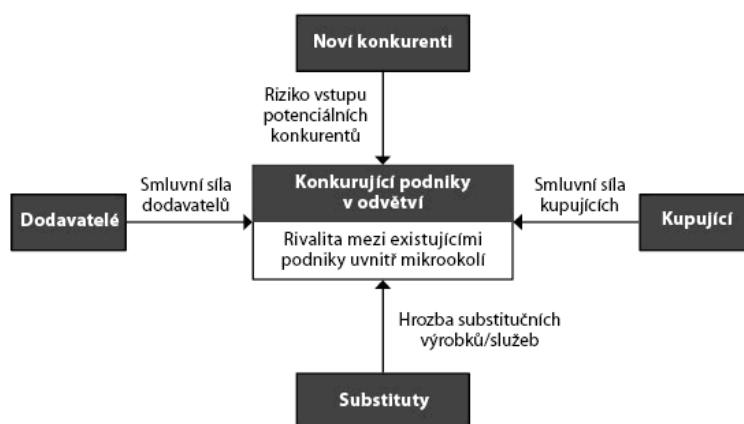 Noví konkurenti
Riziko vstupu
potenciálních
konkurentů
Dodavatelé
Smluvní síla
dodavatelů
Konkurující podniky
v odvětví
Rivalita mezi existujícími
podniky uvnitř mikrookolí
Smluvní síla
kupujících
Kupující
Hrozba substitučních
výrobků/služeb
Substituty